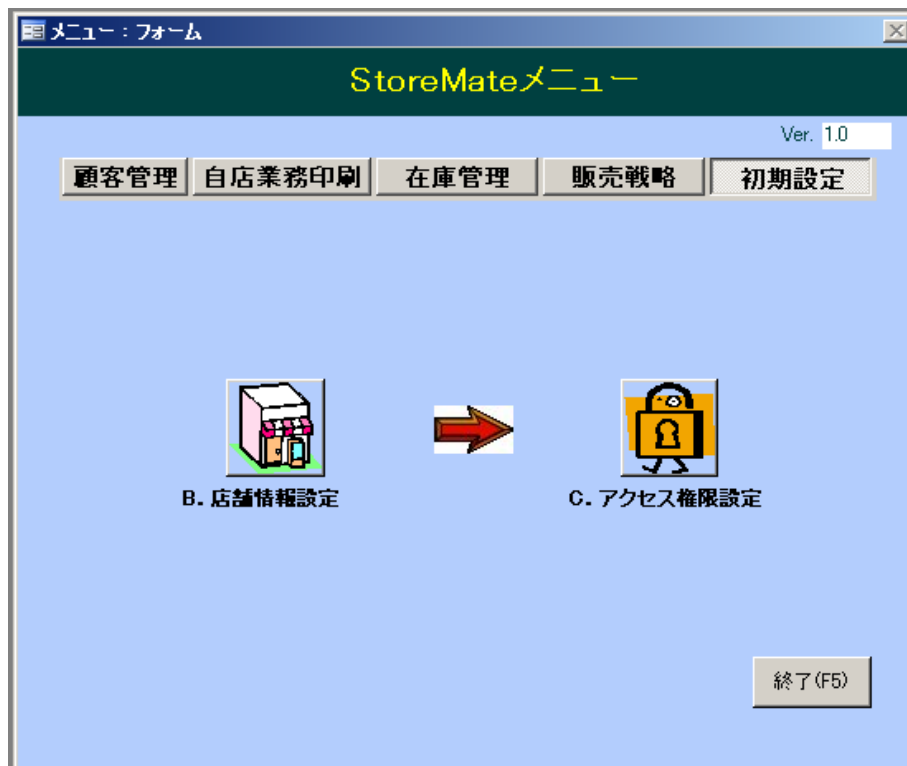 メニュー : フォーム
StoreMateメニュー
Ver. 1.0
顧客管理 自店業務印刷 在庫管理 販売戦略 初期設定
B. 店舗情報設定 C. アクセス権限設定
終了(F5)